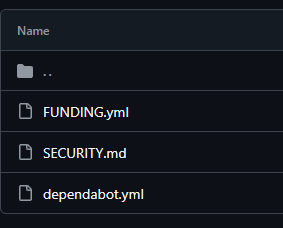 Name
..
FUNDING.yml
SECURITY.md
dependabot.yml